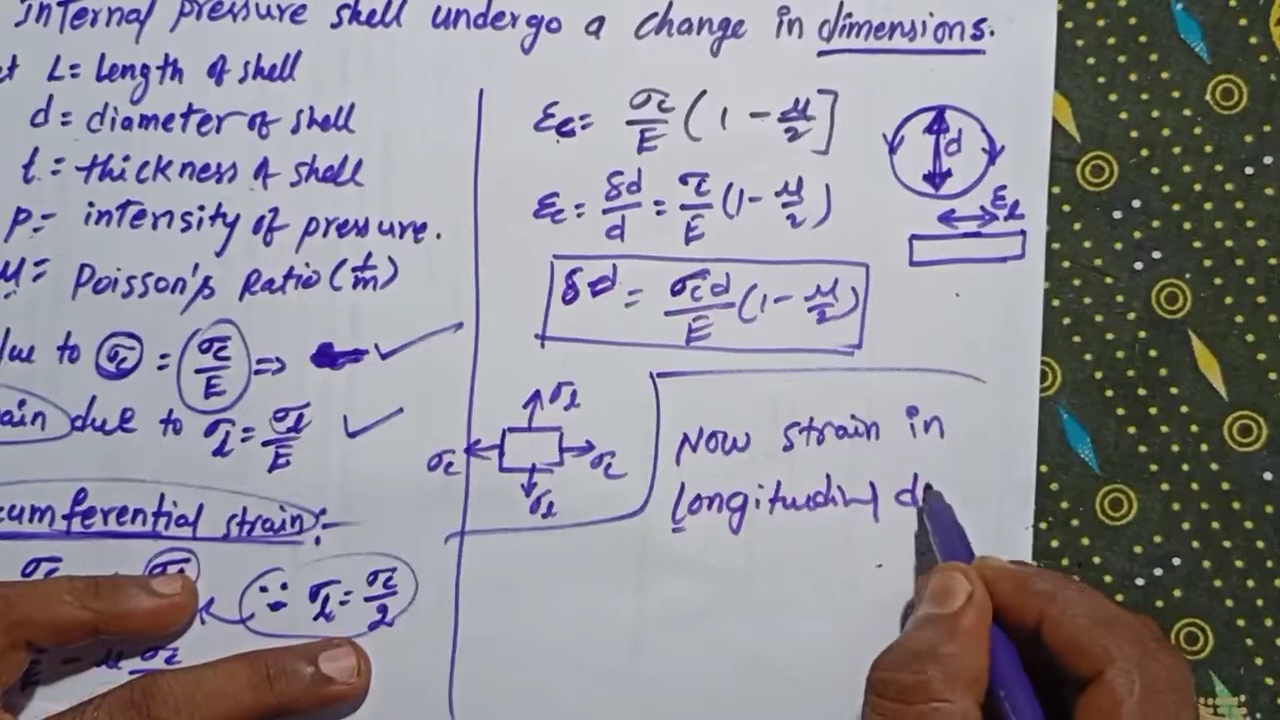 internal pressure shell undergo a change in dimensions.
L = length of shell
d = diameter of shell
t = thickness of shell
p = intensity of pressure.
μ = Poisson's Ratio (1/m)
due to σc = σc/E =>
due to σl = σl/E
cumferential strain:-
∵ σl = σc/2
εc = σc/E (1 - μ/2]
εc = δd/d = σc/E (1 - μ/2)
δd = σcd/E (1 - μ/2)
d
εl
σl
σc σc
σl
Now strain in
longitudinl d